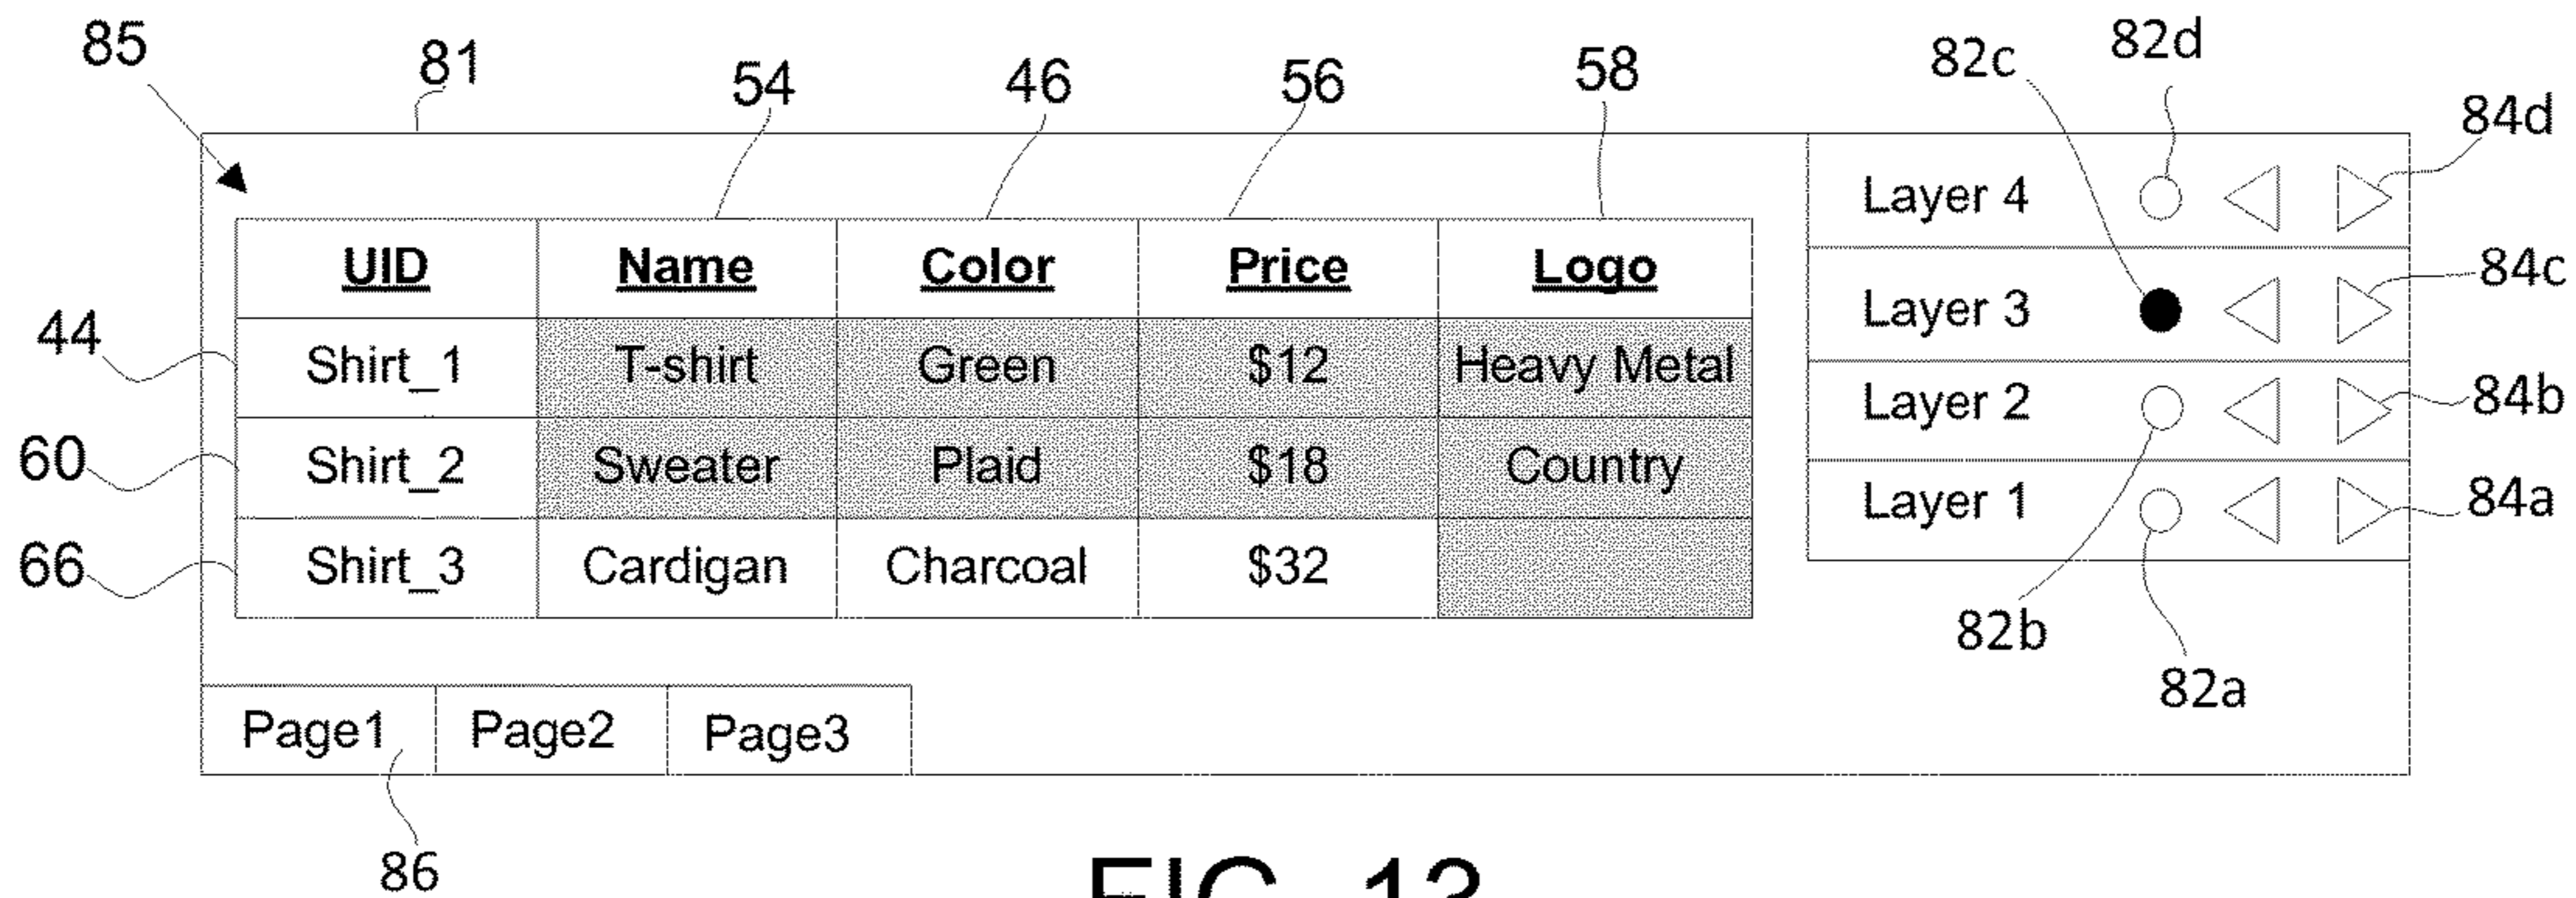 85 81 54 46 56 58 82c 82d
84d
Layer 4
UID Name Color Price Logo
Layer 3 84c
44 Shirt_1 T-shirt Green $12 Heavy Metal
Layer 2 84b
60 Shirt_2 Sweater Plaid $18 Country
Layer 1 84a
66 Shirt_3 Cardigan Charcoal $32
82b
82a
Page1 Page2 Page3
86